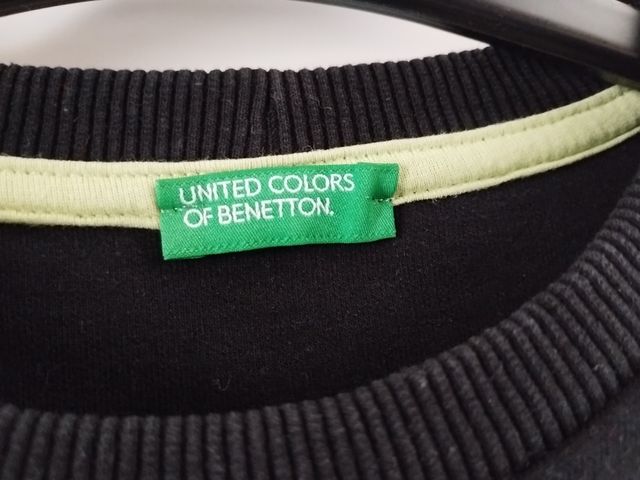 UNITED COLORS
OF BENETTON.